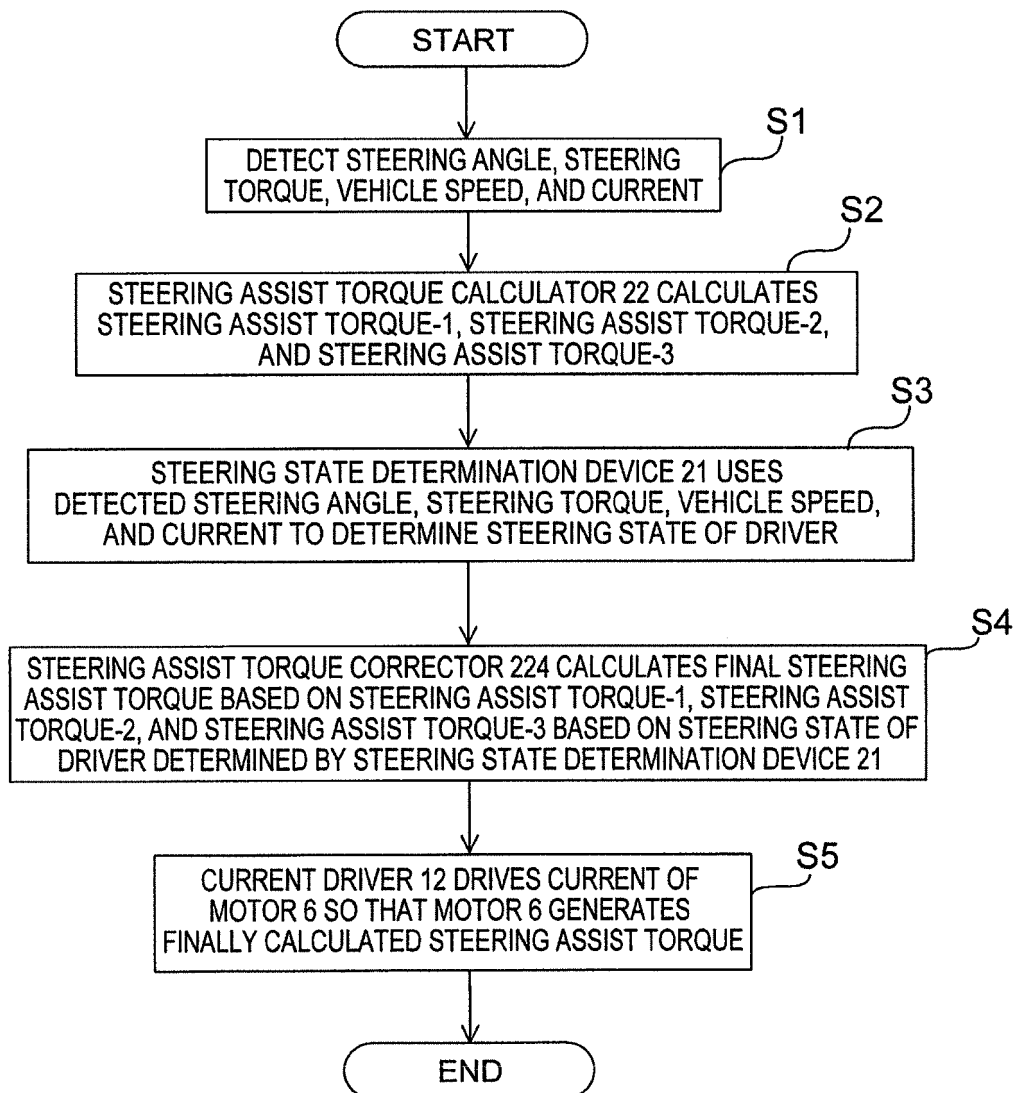 START
S1
DETECT STEERING ANGLE, STEERING
TORQUE, VEHICLE SPEED, AND CURRENT
S2
STEERING ASSIST TORQUE CALCULATOR 22 CALCULATES
STEERING ASSIST TORQUE-1, STEERING ASSIST TORQUE-2,
AND STEERING ASSIST TORQUE-3
S3
STEERING STATE DETERMINATION DEVICE 21 USES
DETECTED STEERING ANGLE, STEERING TORQUE, VEHICLE SPEED,
AND CURRENT TO DETERMINE STEERING STATE OF DRIVER
S4
STEERING ASSIST TORQUE CORRECTOR 224 CALCULATES FINAL STEERING
ASSIST TORQUE BASED ON STEERING ASSIST TORQUE-1, STEERING ASSIST
TORQUE-2, AND STEERING ASSIST TORQUE-3 BASED ON STEERING STATE OF
DRIVER DETERMINED BY STEERING STATE DETERMINATION DEVICE 21
S5
CURRENT DRIVER 12 DRIVES CURRENT OF
MOTOR 6 SO THAT MOTOR 6 GENERATES
FINALLY CALCULATED STEERING ASSIST TORQUE
END